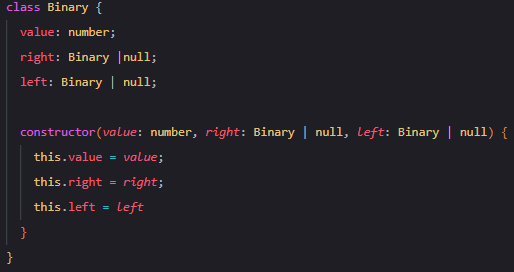 class Binary {
  value: number;
  right: Binary |null;
  left: Binary | null;

  constructor(value: number, right: Binary | null, left: Binary | null) {
    this.value = value;
    this.right = right;
    this.left = left
  }
}